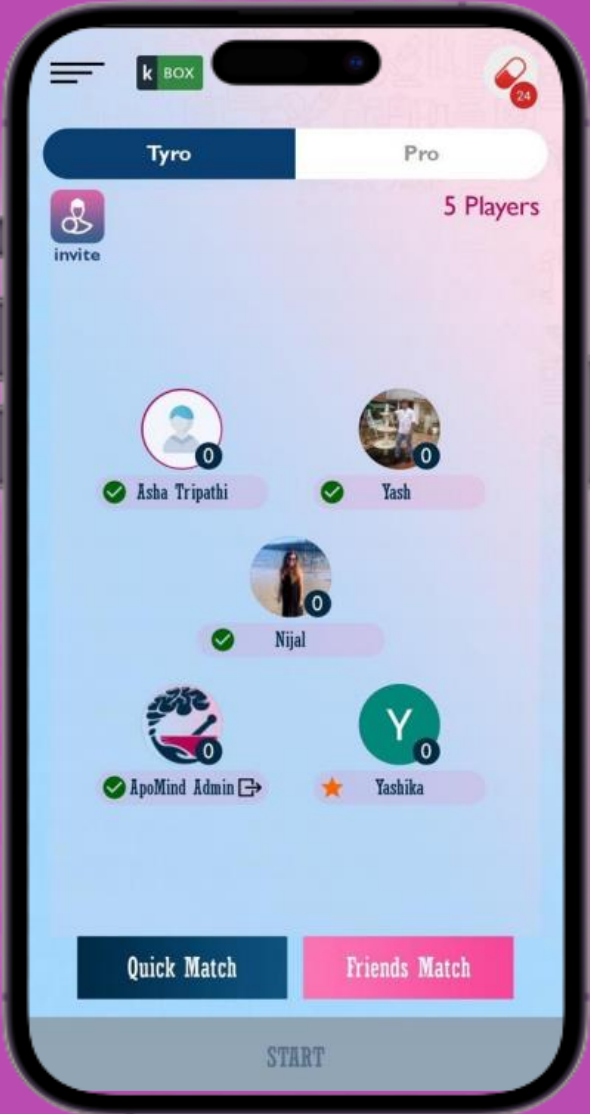 k BOX
24
Tyro
Pro
5 Players
invite
0
0
Asha Tripathi
Yash
0
Nijal
0
Y
0
ApoMind Admin
Yashika
Quick Match
Friends Match
START